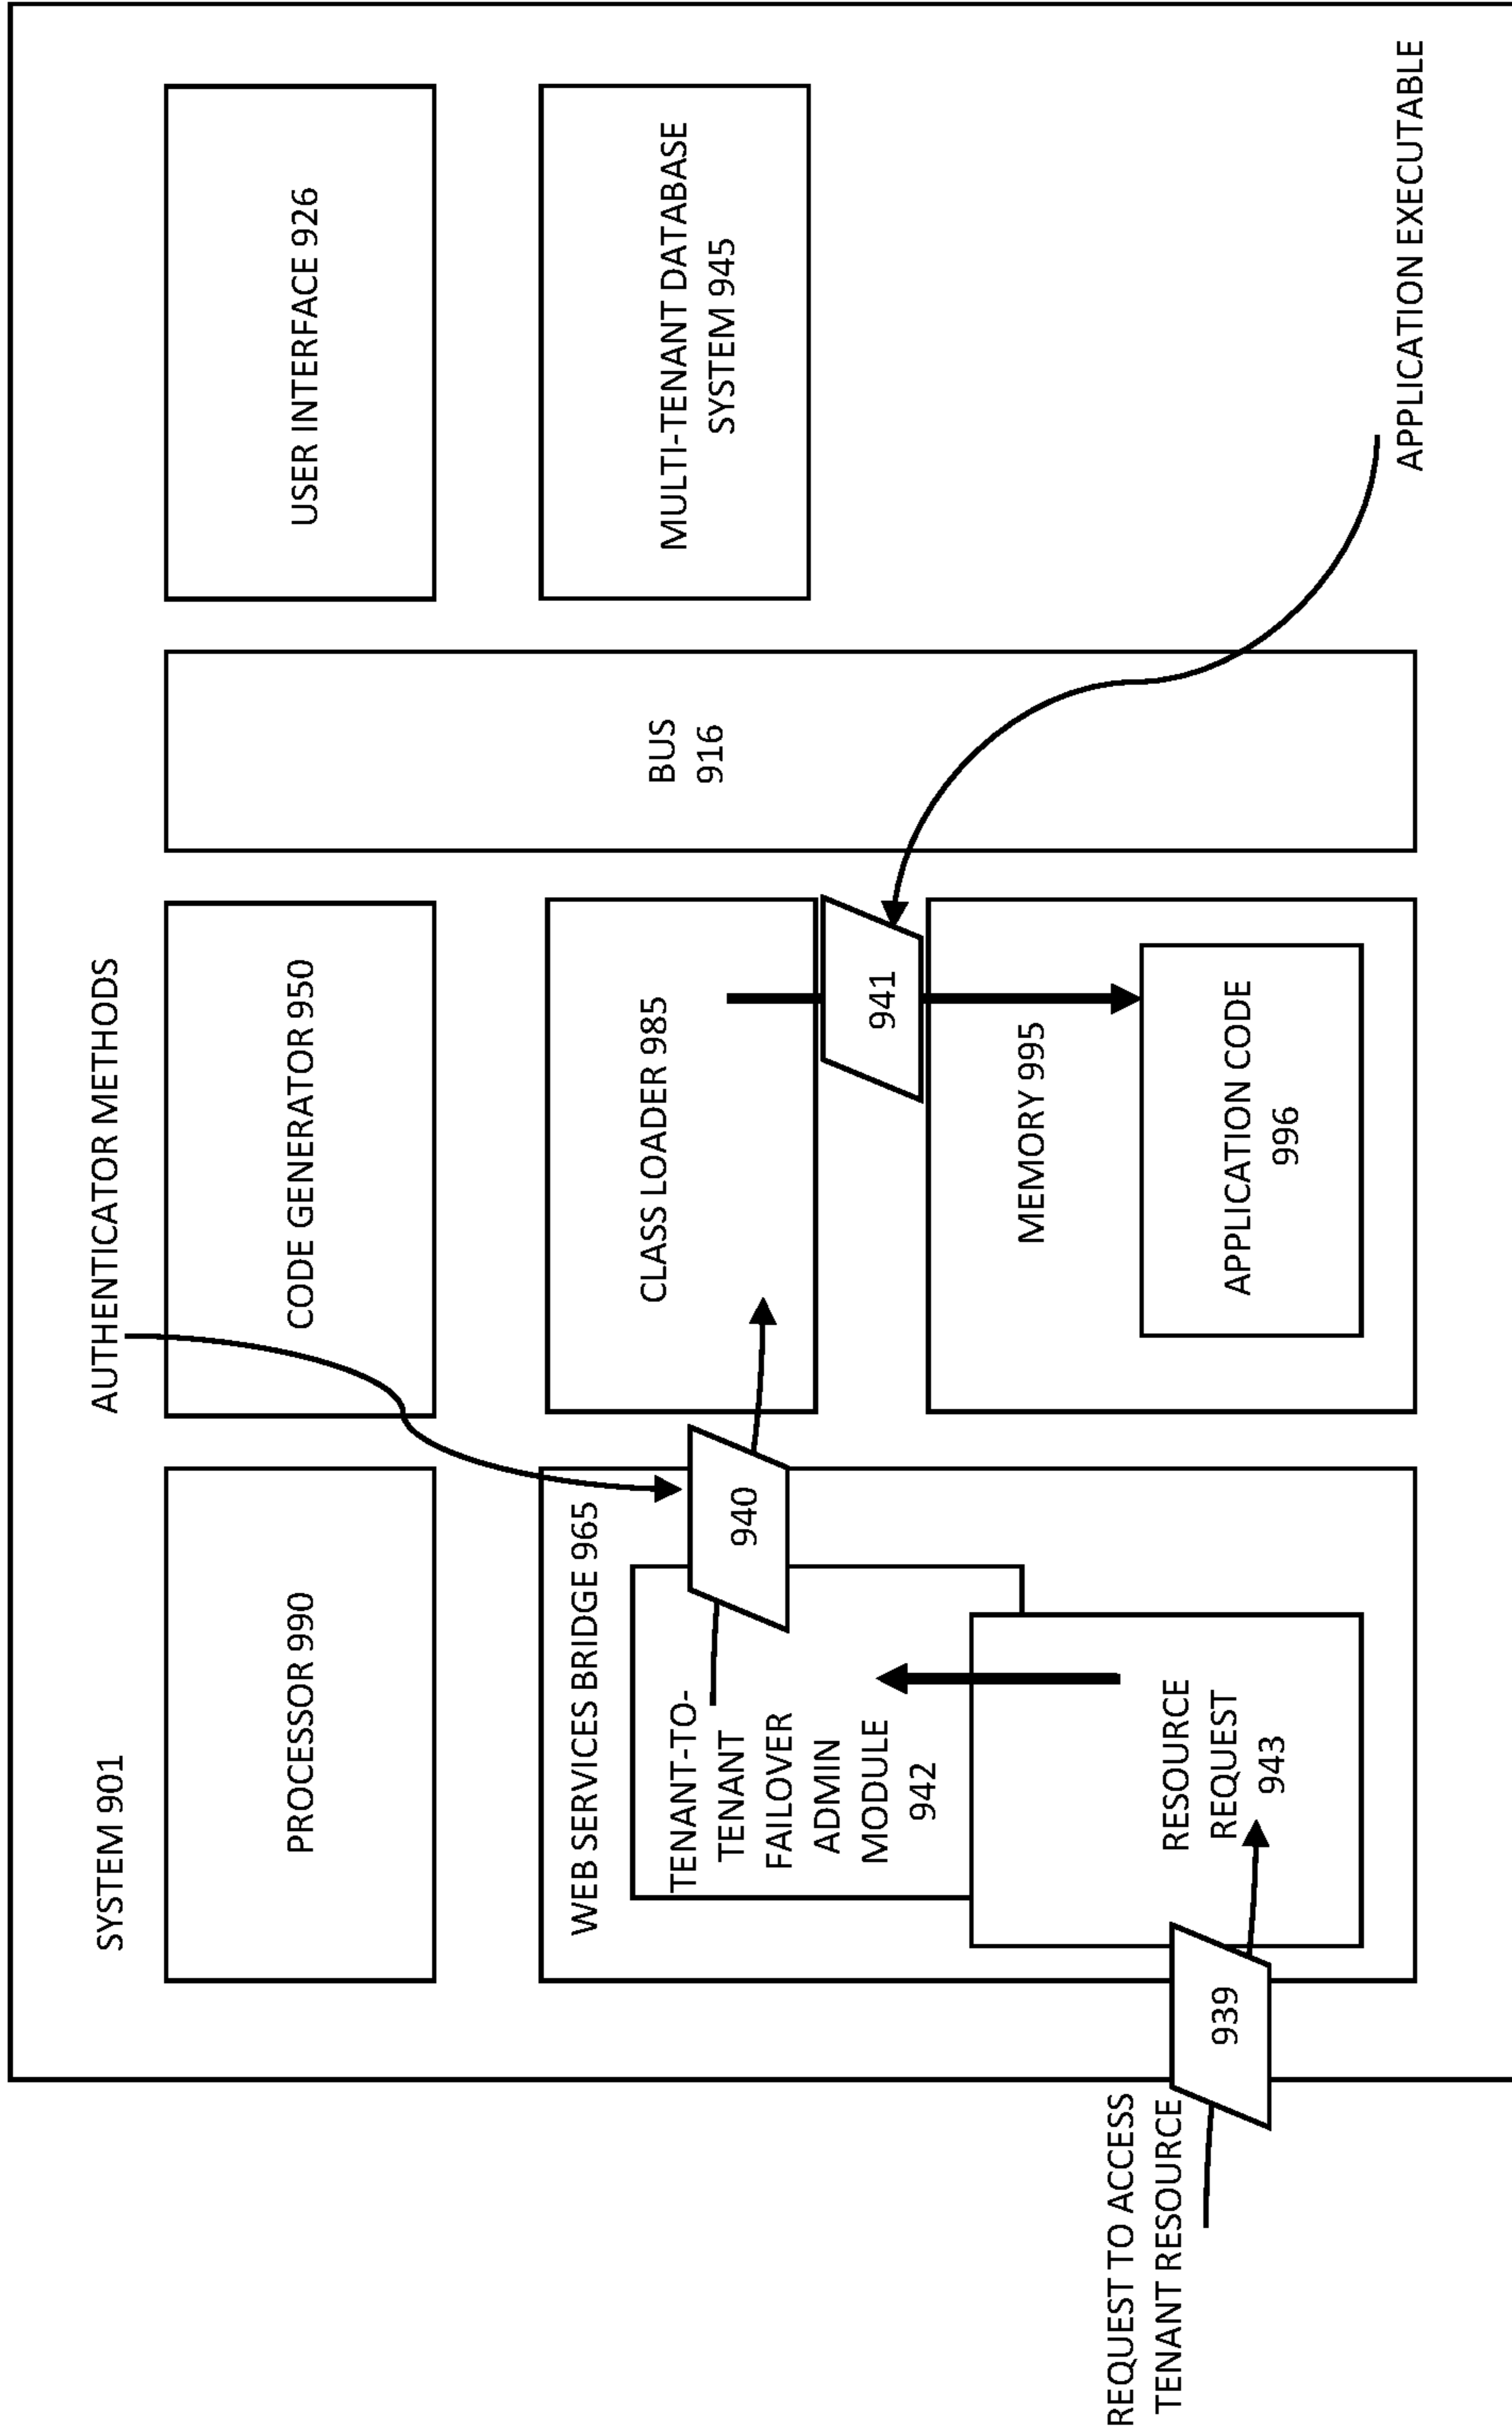 SYSTEM 901
AUTHENTICATOR METHODS
PROCESSOR 990
CODE GENERATOR 950
USER INTERFACE 926
WEB SERVICES BRIDGE 965
TENANT-TO-
TENANT
FAILOVER
ADMIN
MODULE
942
940
RESOURCE
REQUEST
943
939
REQUEST TO ACCESS
TENANT RESOURCE
CLASS LOADER 985
941
MEMORY 995
APPLICATION CODE
996
BUS
916
MULTI-TENANT DATABASE
SYSTEM 945
APPLICATION EXECUTABLE